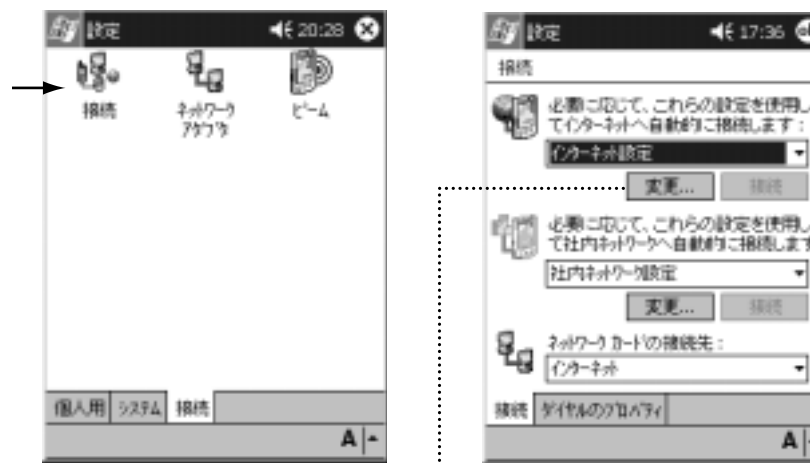 設定 20:28
接続
ネットワーク
アダプタ
ビーム
個人用 システム 接続
A
設定 17:36
接続
必要に応じて、これらの設定を使用し
てインターネットへ自動的に接続します:
インターネット設定
変更... 接続
必要に応じて、これらの設定を使用し
て社内ネットワークへ自動的に接続します
社内ネットワーク設定
変更... 接続
ネットワーク カードの接続先:
インターネット
接続 ダイヤルのプロパティ
A